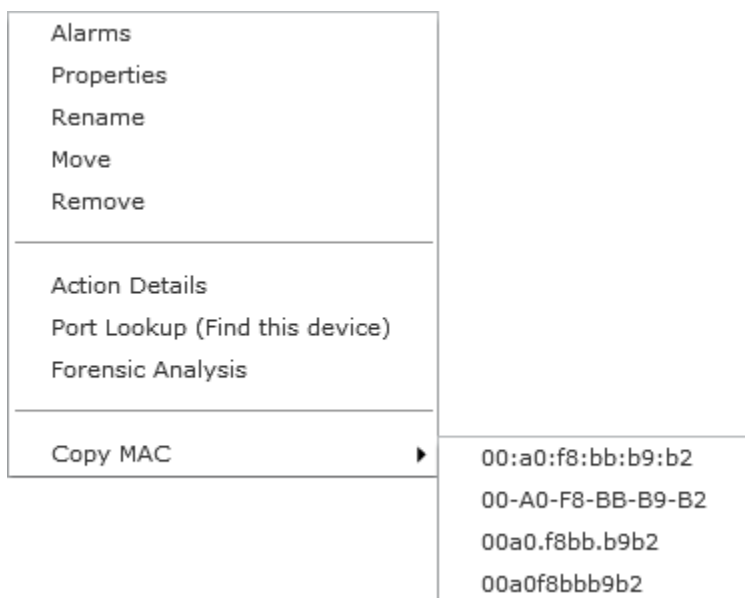 Alarms
Properties
Rename
Move
Remove
Action Details
Port Lookup (Find this device)
Forensic Analysis
Copy MAC
00:a0:f8:bb:b9:b2
00-A0-F8-BB-B9-B2
00a0.f8bb.b9b2
00a0f8bbb9b2